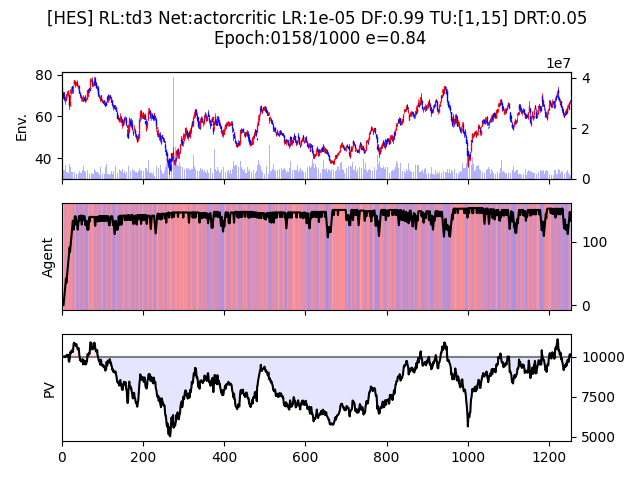 [HES] RL:td3 Net:actorcritic LR:1e-05 DF:0.99 TU:[1,15] DRT:0.05
Epoch:0158/1000 e=0.84
1e7
80
60
40
Env.
4
2
0
Agent
100
0
PV
10000
7500
5000
0 200 400 600 800 1000 1200